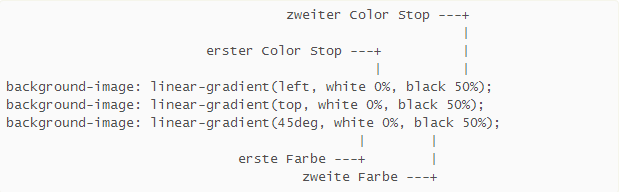 zweiter Color Stop ---+
|
erster Color Stop ---+ |
| |
background-image: linear-gradient(left, white 0%, black 50%);
background-image: linear-gradient(top, white 0%, black 50%);
background-image: linear-gradient(45deg, white 0%, black 50%);
| |
erste Farbe ---+ |
zweite Farbe ---+